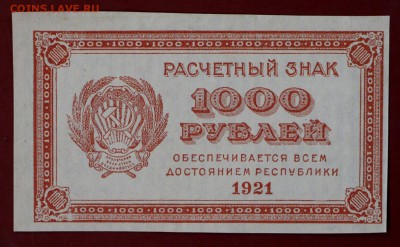 COINS.LAVE.RU
РАСЧЕТНЫЙ ЗНАК
1000
РУБЛЕЙ
ОБЕСПЕЧИВАЕТСЯ ВСЕМ
ДОСТОЯНИЕМ РЕСПУБЛИКИ
1921